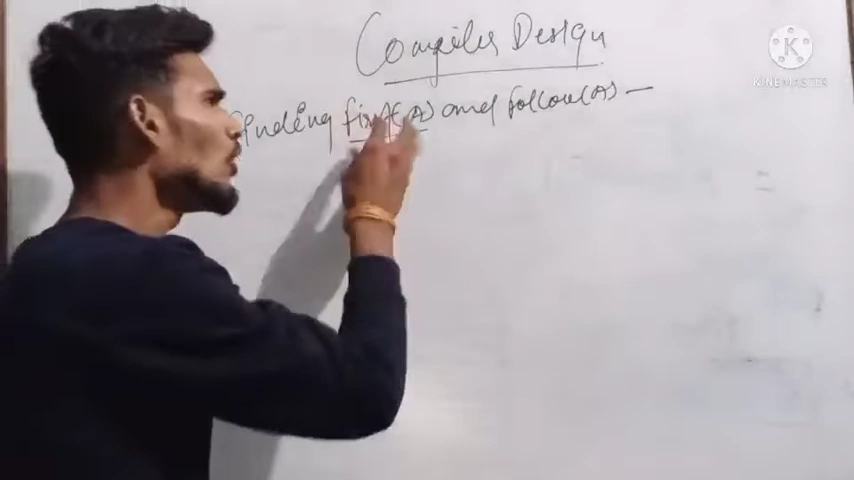 Compiler Design
K
KINEMASTER
Finding first(A) and follow(A) —